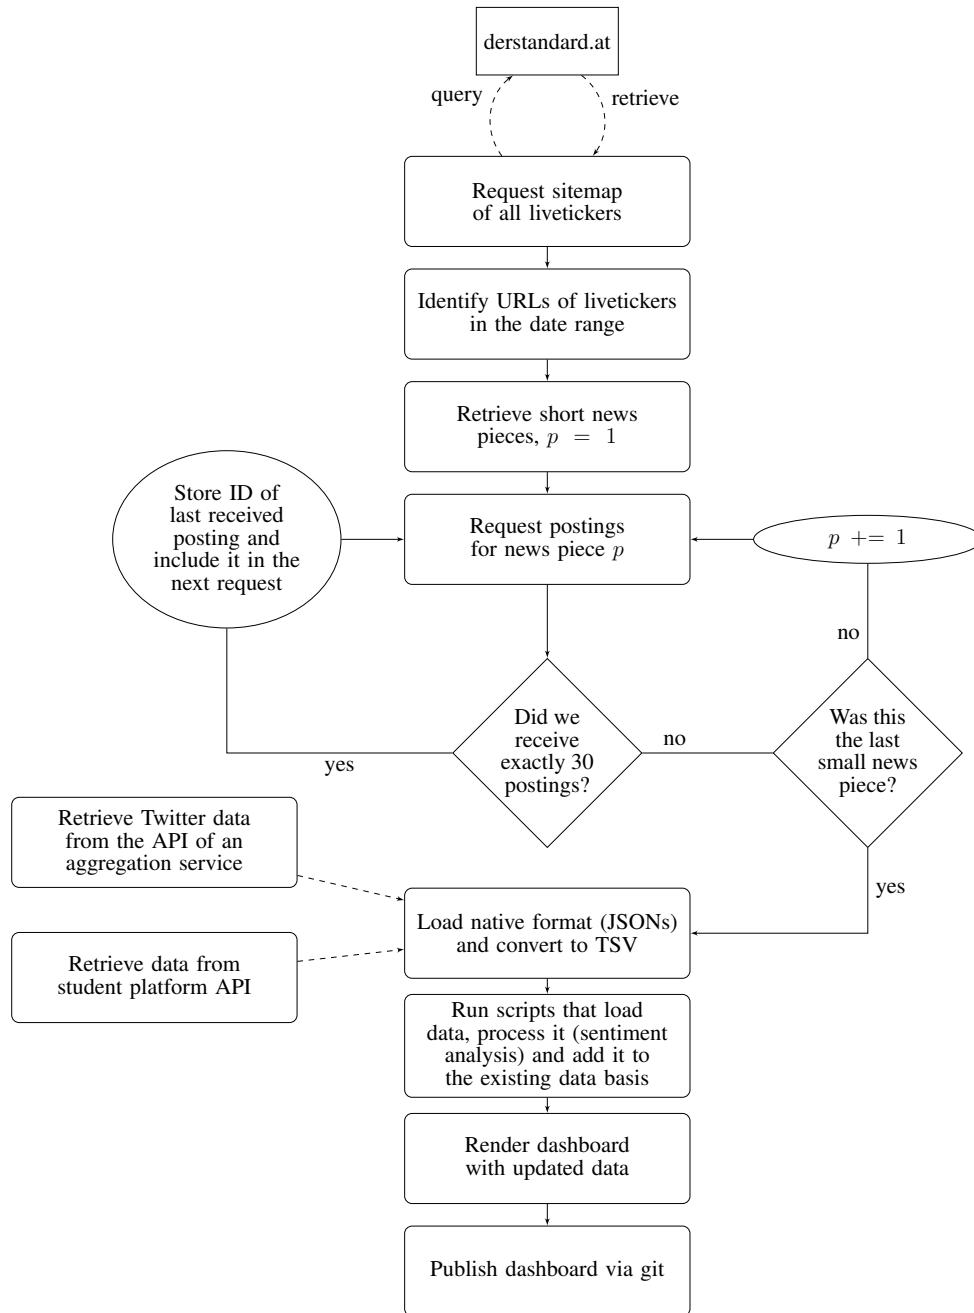 derstandard.at
query
retrieve
Request sitemap
of all livetickers
Identify URLs of livetickers
in the date range
Retrieve short news
pieces, p = 1
Store ID of
last received
posting and
include it in the
next request
Request postings
for news piece p
p += 1
no
Did we
receive
exactly 30
postings?
no
Was this
the last
small news
piece?
yes
Retrieve Twitter data
from the API of an
aggregation service
yes
Load native format (JSONs)
and convert to TSV
Retrieve data from
student platform API
Run scripts that load
data, process it (sentiment
analysis) and add it to
the existing data basis
Render dashboard
with updated data
Publish dashboard via git